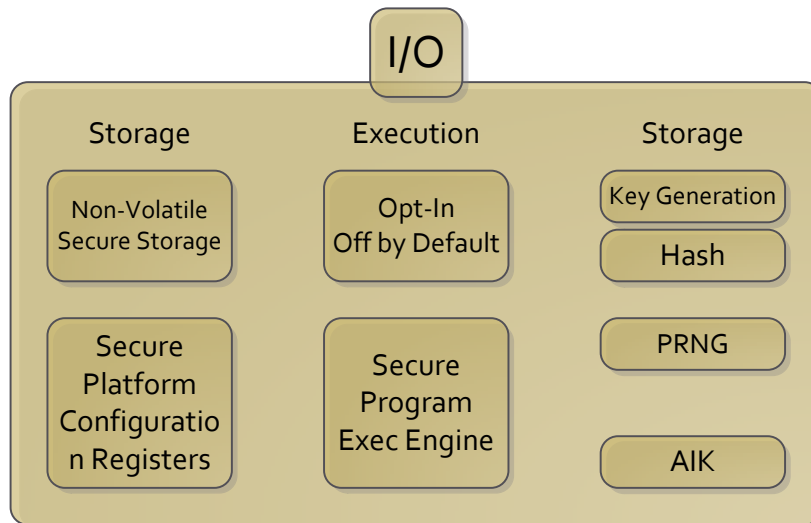 I/O
Storage
Non-Volatile
Secure Storage
Secure
Platform
Configuratio
n Registers
Execution
Opt-In
Off by Default
Secure
Program
Exec Engine
Storage
Key Generation
Hash
PRNG
AIK